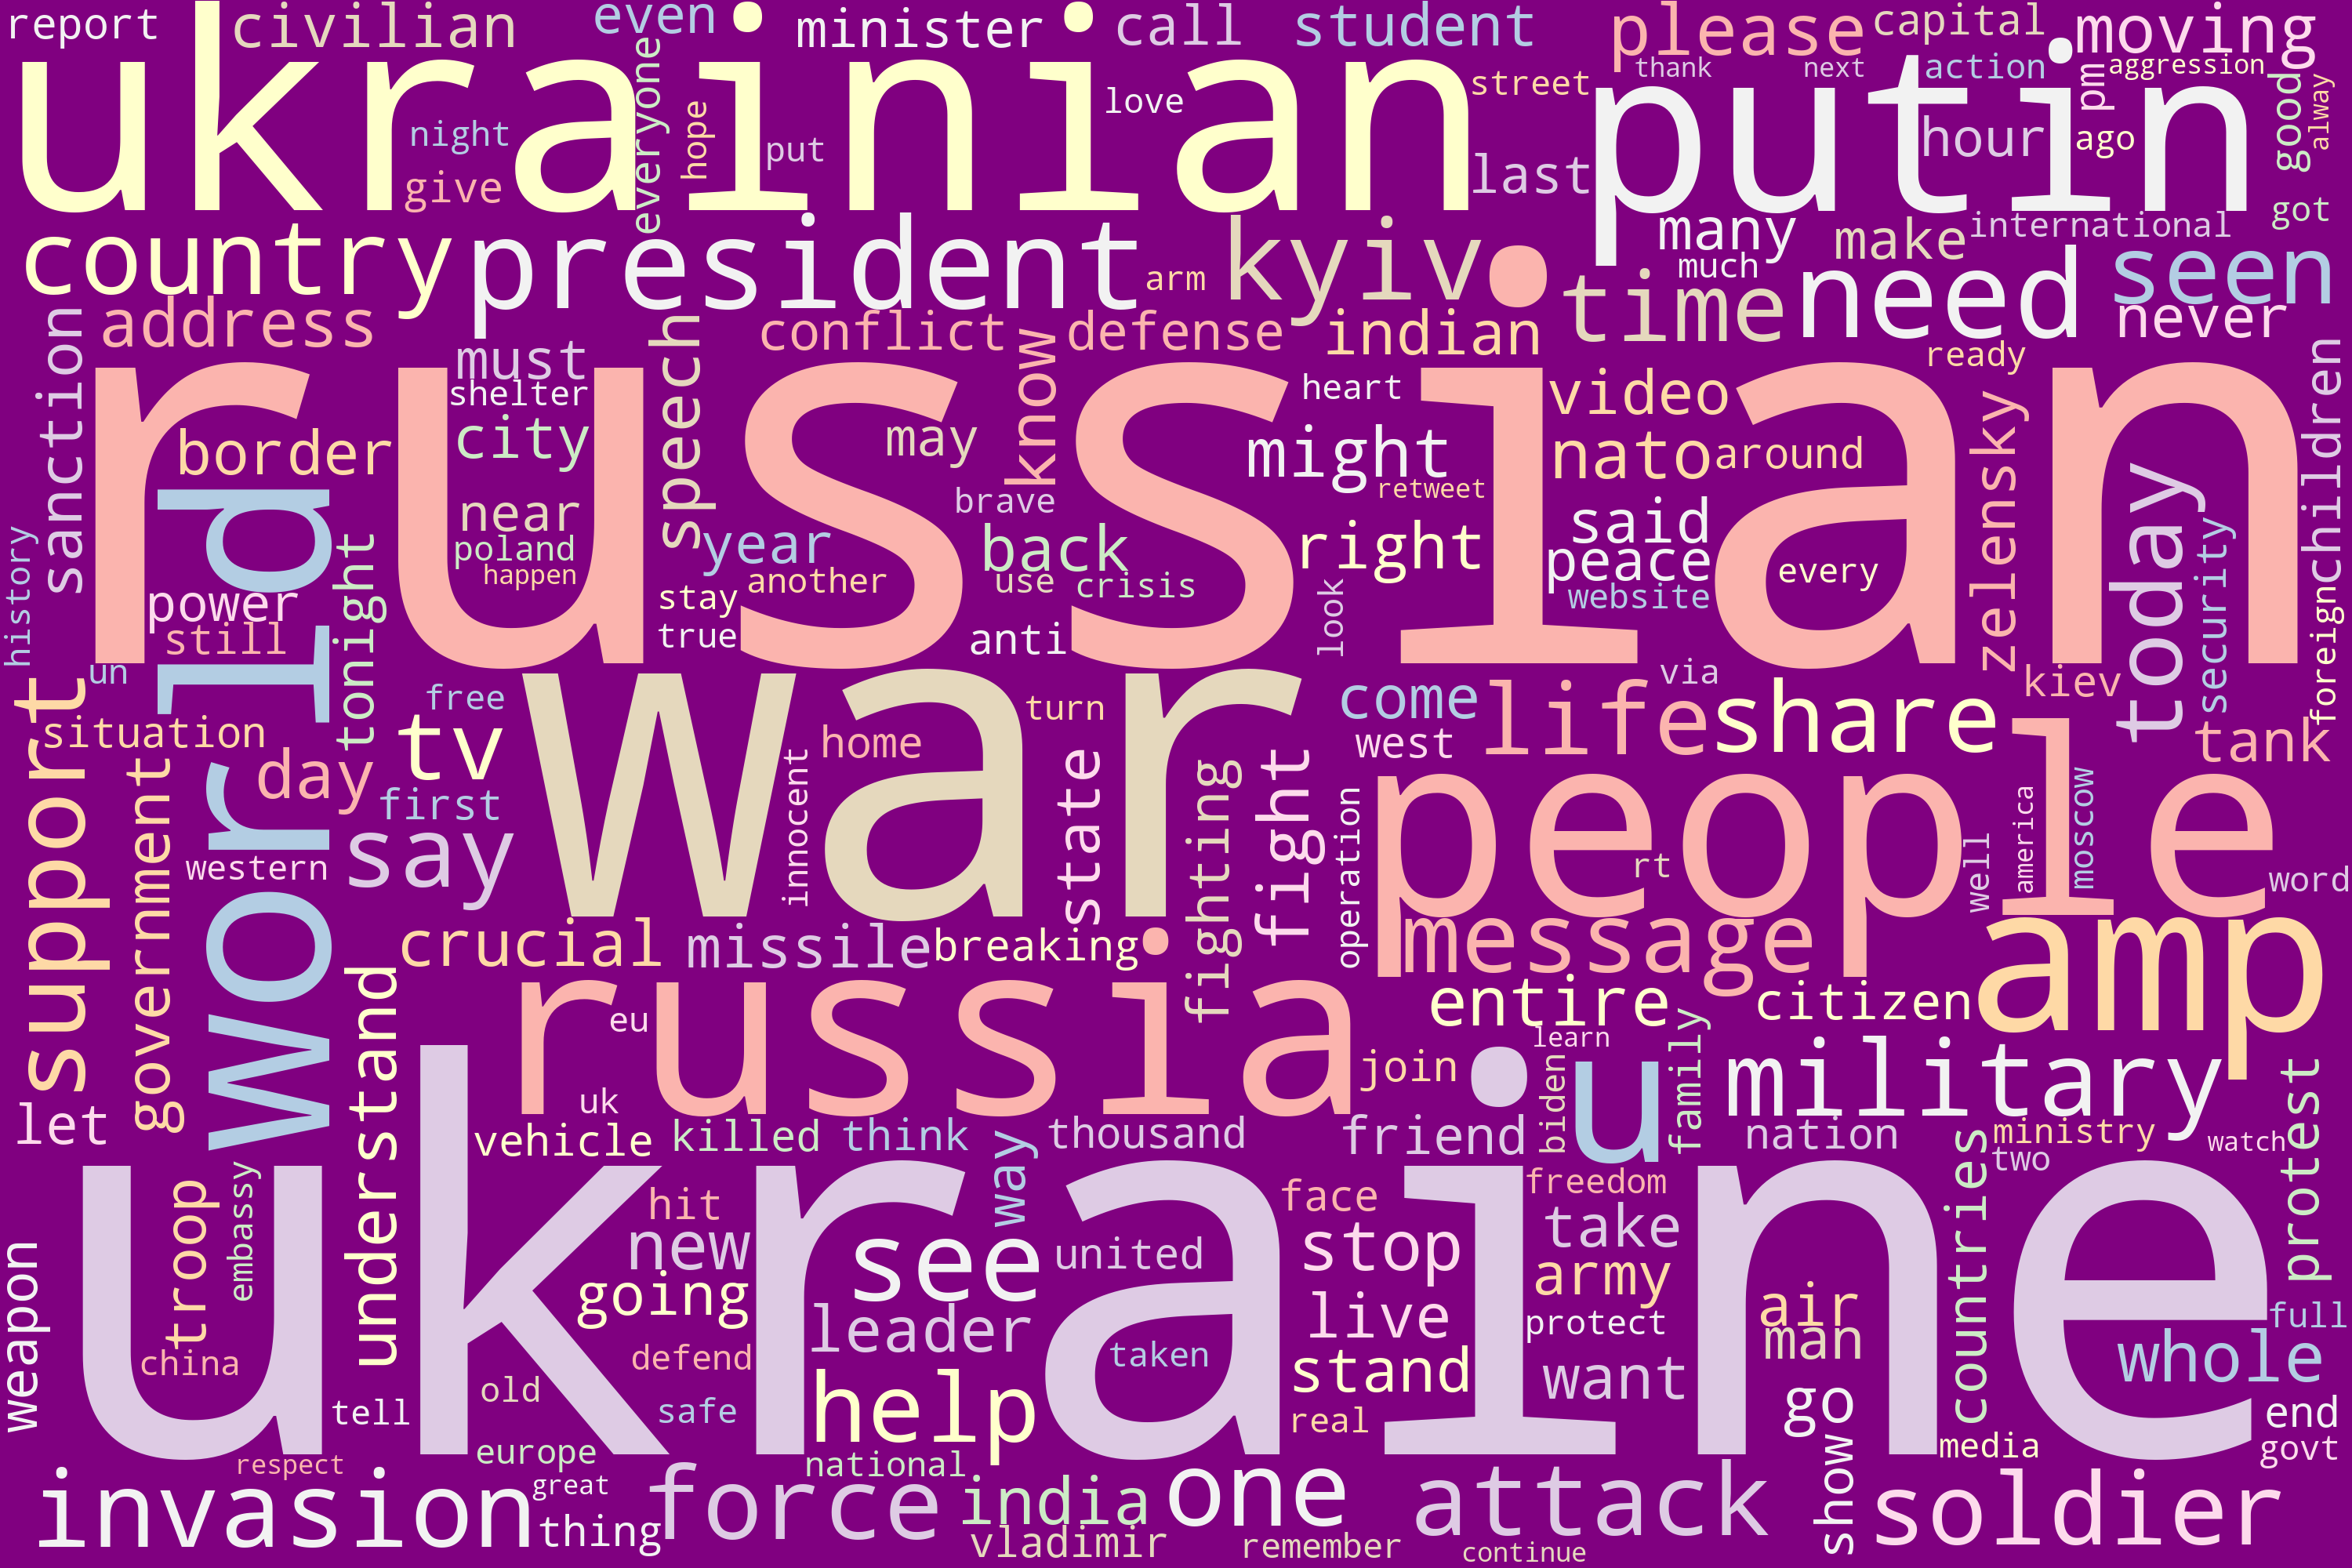 report civilian even minister call student please capital moving
ukrainian putin
thank next action aggression
street love pm good alway
night everyone hope put hour ago
give last got
country president kyiv many make international
arm much time need seen
address conflict defense indian never
sanction must speech know ready children
shelter heart video
border city may might nato around zelensky today
russian
retweet
near brave said security
history poland year back right peace
happen another use crisis every
world power tonight stay website foreign
still true anti look
un free via kiev
support war come life share
situation turn west tank
day tv home people
government first innocent state fighting fight operation america moscow
western say rt well word
crucial missile breaking message amp
understand russia entire citizen
eu learn
join u military
let uk biden family protest
vehicle killed think way thousand friend nation ministry watch
two countries
ukraine
troop embassy hit face freedom
weapon new see united stop take
going army
leader live protect air full
china defend taken man whole
old stand want
tell safe help real go end
europe show media govt
respect national
invasion great force india one attack soldier
thing vladimir remember continue